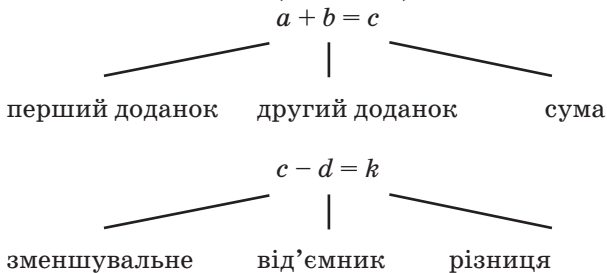 a + b = c
перший доданок другий доданок сума
c − d = k
зменшувальне від’ємник різниця